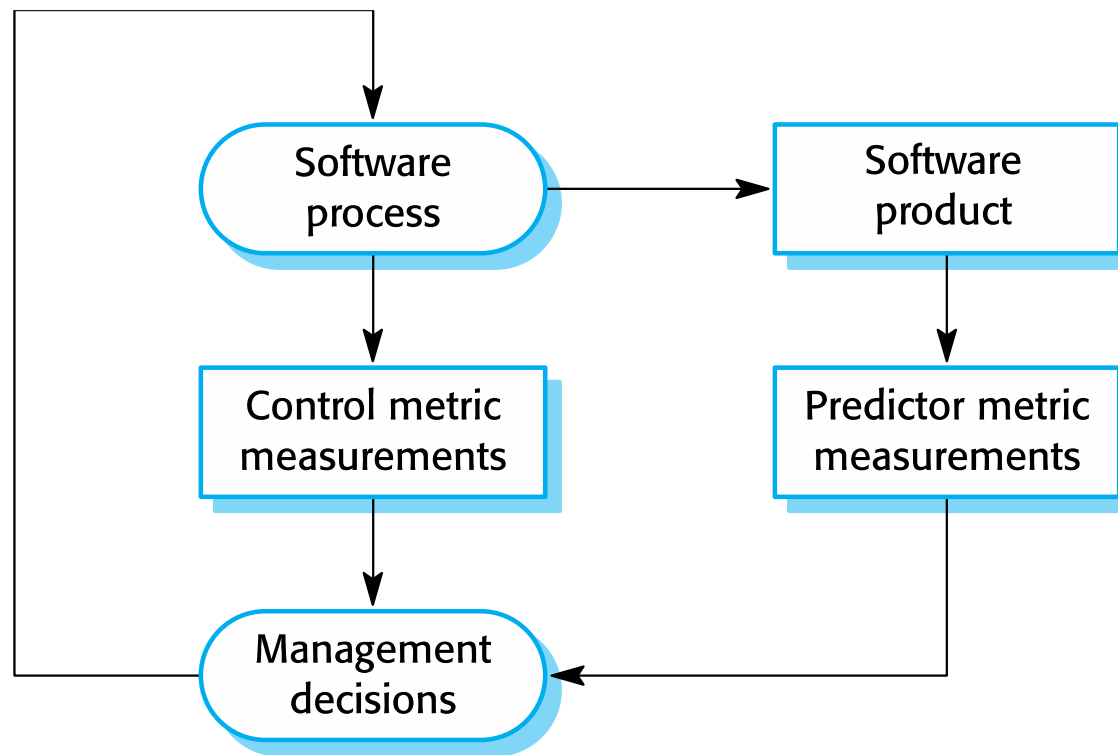 Software
process
Software
product
Control metric
measurements
Predictor metric
measurements
Management
decisions